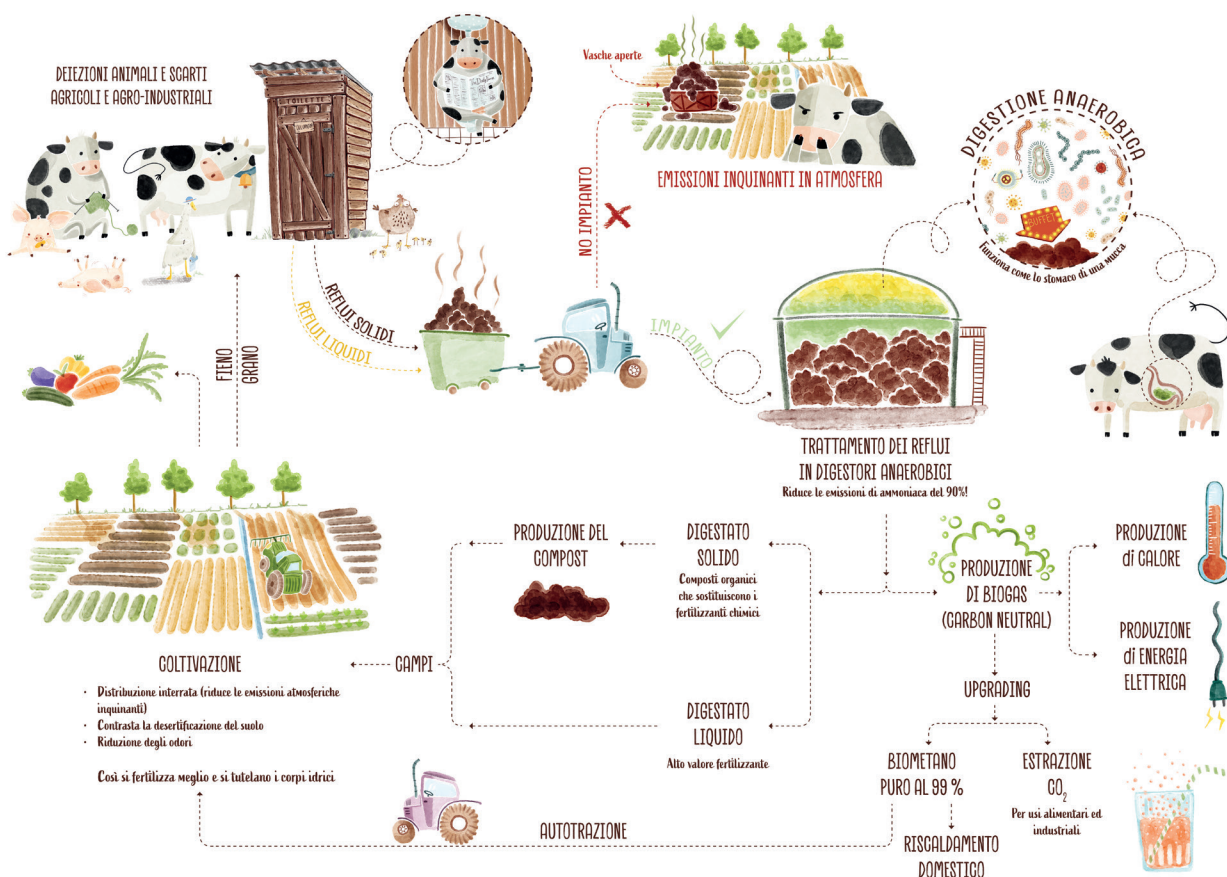 DEIEZIONI ANIMALI E SCARTI
AGRICOLI E AGRO-INDUSTRIALI
TOILETTE
Vasche aperte
EMISSIONI INQUINANTI IN ATMOSFERA
NO IMPIANTO
DIGESTIONE ANAEROBICA
BUFFET
Funziona come lo stomaco di una mucca
REFLUI SOLIDI
REFLUI LIQUIDI
IMPIANTO
FIENO
GRANO
TRATTAMENTO DEI REFLUI
IN DIGESTORI ANAEROBICI
Riduce le emissioni di ammoniaca del 90%!
PRODUZIONE DEL
COMPOST
DIGESTATO
SOLIDO
Composti organici
che sostituiscono i
fertilizzanti chimici
PRODUZIONE
DI BIOGAS
(CARBON NEUTRAL)
PRODUZIONE
di CALORE
PRODUZIONE
di ENERGIA
ELETTRICA
COLTIVAZIONE
CAMPI
· Distribuzione interrata (riduce le emissioni atmosferiche
inquinanti)
· Contrasta la desertificazione del suolo
· Riduzione degli odori
Così si fertilizza meglio e si tutelano i corpi idrici
DIGESTATO
LIQUIDO
Alto valore fertilizzante
UPGRADING
BIOMETANO
PURO AL 99 %
ESTRAZIONE
CO2
Per usi alimentari ed
industriali
AUTOTRAZIONE
RISCALDAMENTO
DOMESTICO